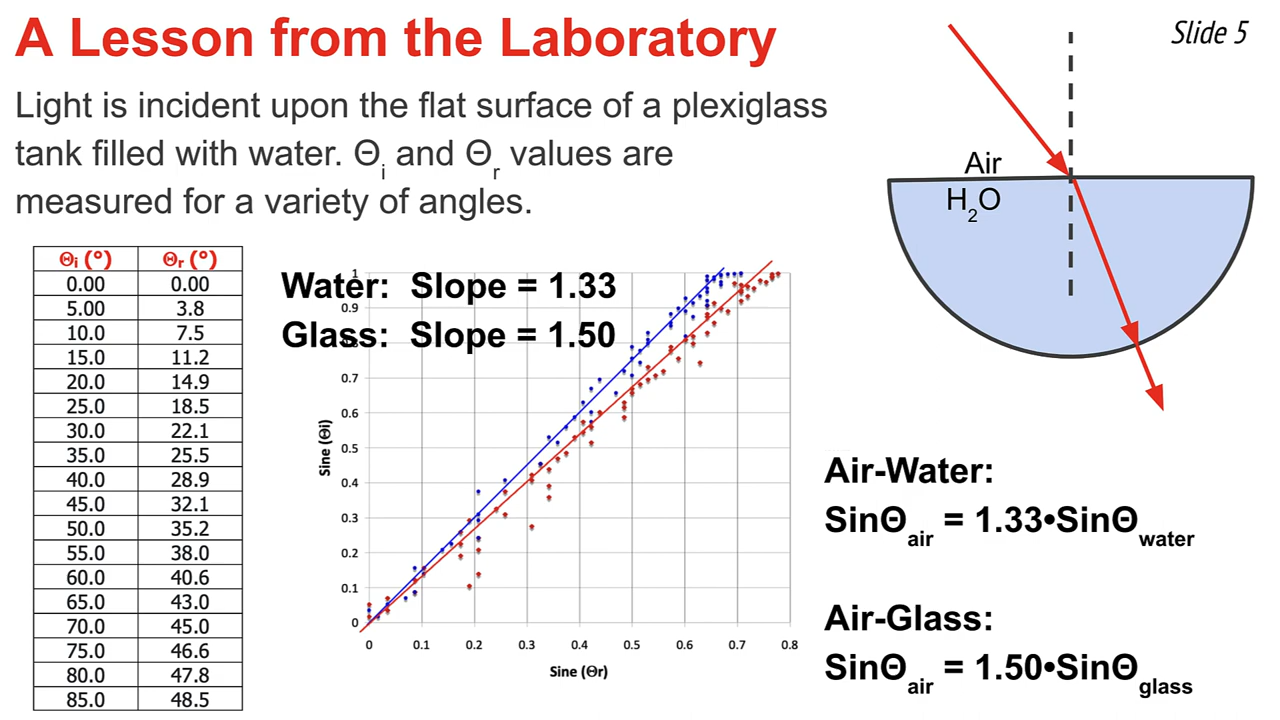 A Lesson from the Laboratory
Slide 5
Light is incident upon the flat surface of a plexiglass
tank filled with water. Θi and Θr values are
measured for a variety of angles.
Air
H2O
Θi (°) Θr (°)
0.00 0.00
5.00 3.8
10.0 7.5
15.0 11.2
20.0 14.9
25.0 18.5
30.0 22.1
35.0 25.5
40.0 28.9
45.0 32.1
50.0 35.2
55.0 38.0
60.0 40.6
65.0 43.0
70.0 45.0
75.0 46.6
80.0 47.8
85.0 48.5
Water: Slope = 1.33
Glass: Slope = 1.50
1
0.9
0.7
0.6
0.5
0.4
0.3
0.2
0.1
0
Sine (Θi)
0 0.1 0.2 0.3 0.4 0.5 0.6 0.7 0.8
Sine (Θr)
Air-Water:
SinΘair = 1.33•SinΘwater
Air-Glass:
SinΘair = 1.50•SinΘglass